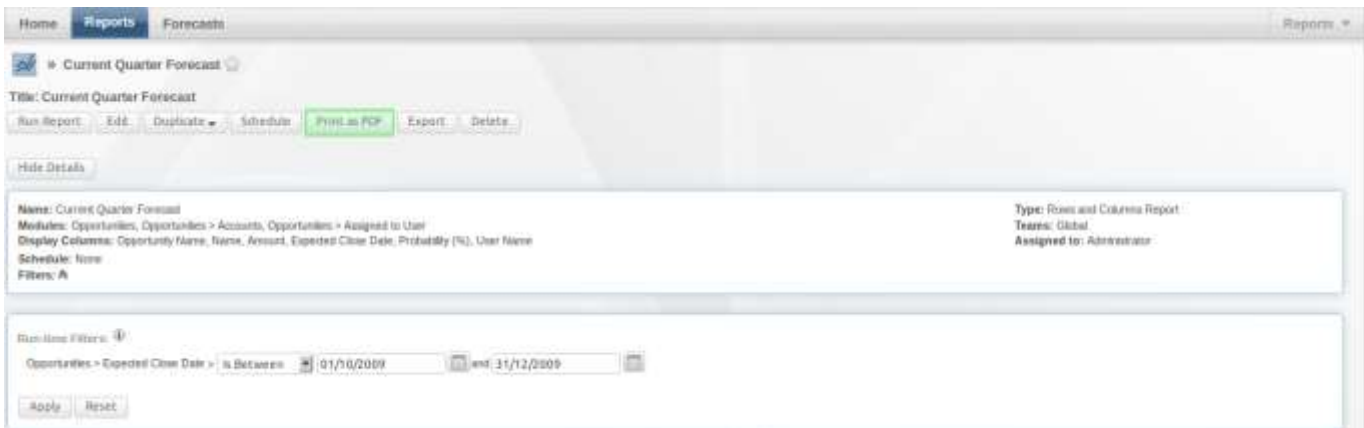 Home Reports Forecasts Reports
» Current Quarter Forecast
Title: Current Quarter Forecast
Run Report Edit Duplicate Schedule Print as PDF Export Delete
Hide Details
Name: Current Quarter Forecast Type: Rows and Columns Report
Modules: Opportunities, Opportunities > Accounts, Opportunities > Assigned to User Teams: Global
Display Columns: Opportunity Name, Name, Amount, Expected Close Date, Probability (%), User Name Assigned to: Administrator
Schedule: None
Filters:
Run-time Filters:
Opportunities > Expected Close Date > Is Between 01/10/2009 and 31/12/2009
Apply Reset